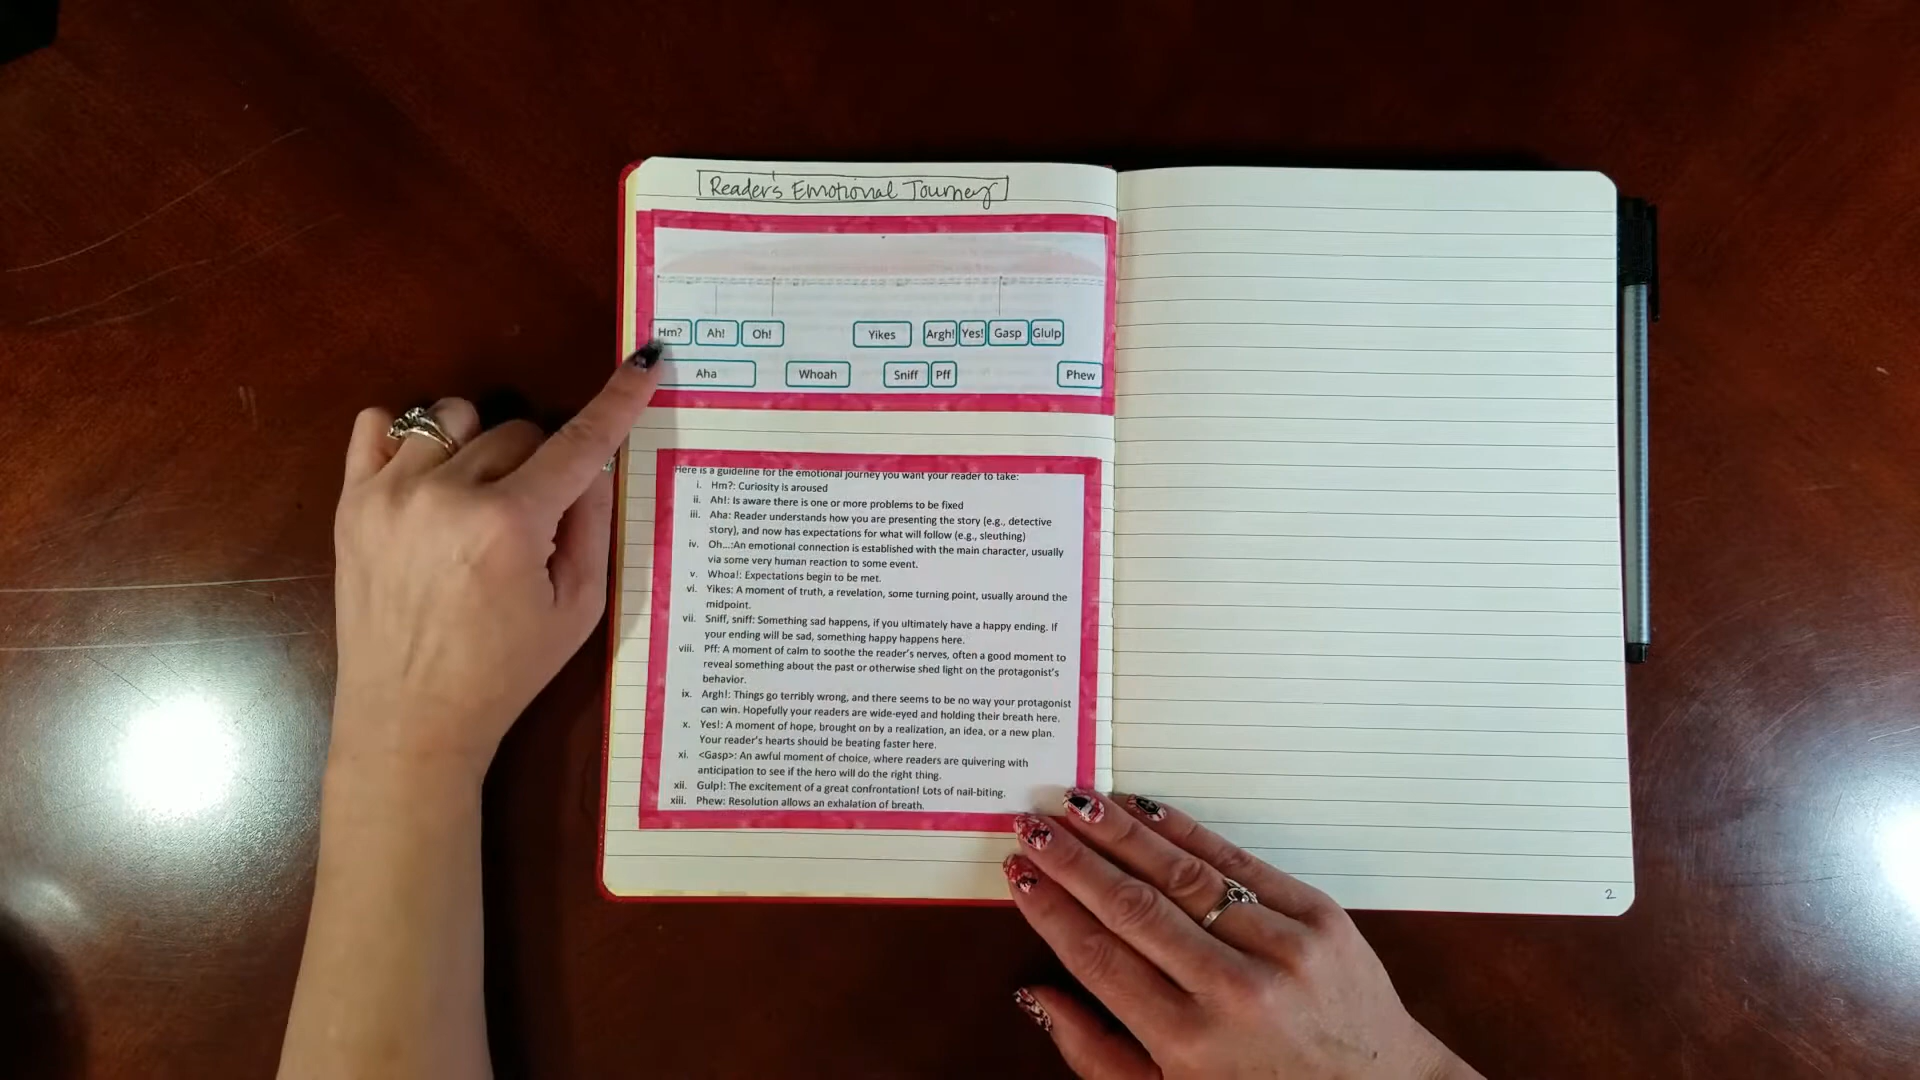 Reader's Emotional Journey
Hm? Ah! Oh! Yikes Argh! Yes! Gasp Glulp
Aha Whoah Sniff Pff Phew
Here is a guideline for the emotional journey you want your reader to take:
i. Hm?: Curiosity is aroused
ii. Ah!: Is aware there is one or more problems to be fixed
iii. Aha: Reader understands how you are presenting the story (e.g., detective
story), and now has expectations for what will follow (e.g., sleuthing)
iv. Oh...:An emotional connection is established with the main character, usually
via some very human reaction to some event.
v. Whoa!: Expectations begin to be met.
vi. Yikes: A moment of truth, a revelation, some turning point, usually around the
midpoint.
vii. Sniff, sniff: Something sad happens, if you ultimately have a happy ending. If
your ending will be sad, something happy happens here.
viii. Pff: A moment of calm to soothe the reader's nerves, often a good moment to
reveal something about the past or otherwise shed light on the protagonist's
behavior.
ix. Argh!: Things go terribly wrong, and there seems to be no way your protagonist
can win. Hopefully your readers are wide-eyed and holding their breath here.
x. Yes!: A moment of hope, brought on by a realization, an idea, or a new plan.
Your reader's hearts should be beating faster here.
xi. <Gasp>: An awful moment of choice, where readers are quivering with
anticipation to see if the hero will do the right thing.
xii. Gulp!: The excitement of a great confrontation! Lots of nail-biting.
xiii. Phew: Resolution allows an exhalation of breath.
2